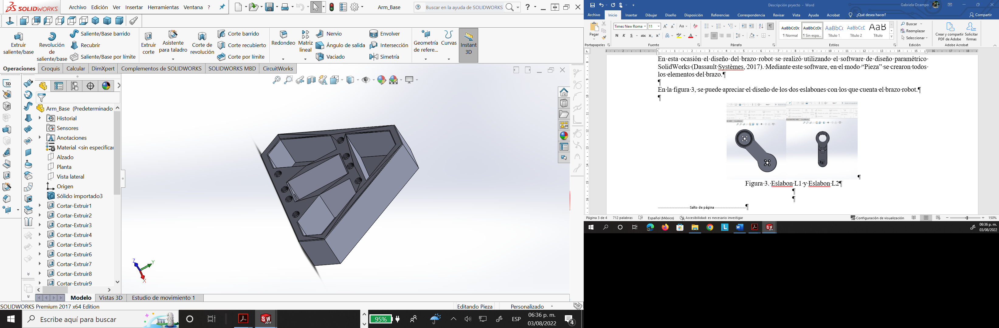 SOLIDWORKS
Archivo Edición Ver Insertar Herramientas Ventana ?
Arm_Base
Buscar en la ayuda de SOLIDWORKS
Extruir saliente/base
Revolución de saliente/base
Saliente/Base barrido
Recubrir
Saliente/Base por límite
Extruir corte
Asistente para taladro
Corte de revolución
Corte barrido
Corte recubierto
Corte por límite
Redondeo
Matriz lineal
Nervio
Ángulo de salida
Vaciado
Envolver
Intersección
Simetría
Geometría de refere...
Curvas
Instant 3D
Operaciones Croquis Calcular DimXpert Complementos de SOLIDWORKS SOLIDWORKS MBD CircuitWorks
Arm_Base (Predeterminado
Historial
Sensores
Anotaciones
Material <sin especificar
Alzado
Planta
Vista lateral
Origen
Sólido importado3
Cortar-Extruir1
Cortar-Extruir2
Cortar-Extruir3
Cortar-Extruir4
Cortar-Extruir5
Cortar-Extruir6
Cortar-Extruir7
Cortar-Extruir8
Cortar-Extruir9
Z
Y
X
Modelo Vistas 3D Estudio de movimiento 1
SOLIDWORKS Premium 2017 x64 Edition
Editando Pieza Personalizado
Escribe aquí para buscar
95%
ESP
06:36 p. m.
03/08/2022
4
Descripción pryecto - Word
Gabriela Ocampo
Archivo Inicio Insertar Dibujar Diseño Disposición Referencias Correspondencia Revisar Vista Ayuda Acrobat ¿Qué desea hacer? Compartir
Pegar
Times New Roma 11
N K S abc x₂ x²
AaBbCcDc AaBbCcDc AaBbCc AaBbCcE AaB
¶ Normal ¶ Sin espa... Título 1 Título 2 Título
Buscar
Reemplazar
Seleccionar
Crear y compartir PDF de Adobe
Solicitar firmas
Portapapeles Fuente Párrafo Estilos Edición Adobe Acrobat
En esta ocasión el diseño del brazo robot se realizó utilizando el software de diseño paramétrico
SolidWorks (Dassault Systèmes, 2017). Mediante este software, en el modo “Pieza” se crearon todos
los elementos del brazo.¶
¶
En la figura 3, se puede apreciar el diseño de los dos eslabones con los que cuenta el brazo robot.¶
¶
¶
Figura 3. Eslabon L1 y Eslabon L2¶
¶
¶
Salto de página¶
Página 3 de 4 712 palabras Español (México) Accesibilidad: es necesario investigar Configuración de visualización 150%
06:36 p. m.
03/08/2022